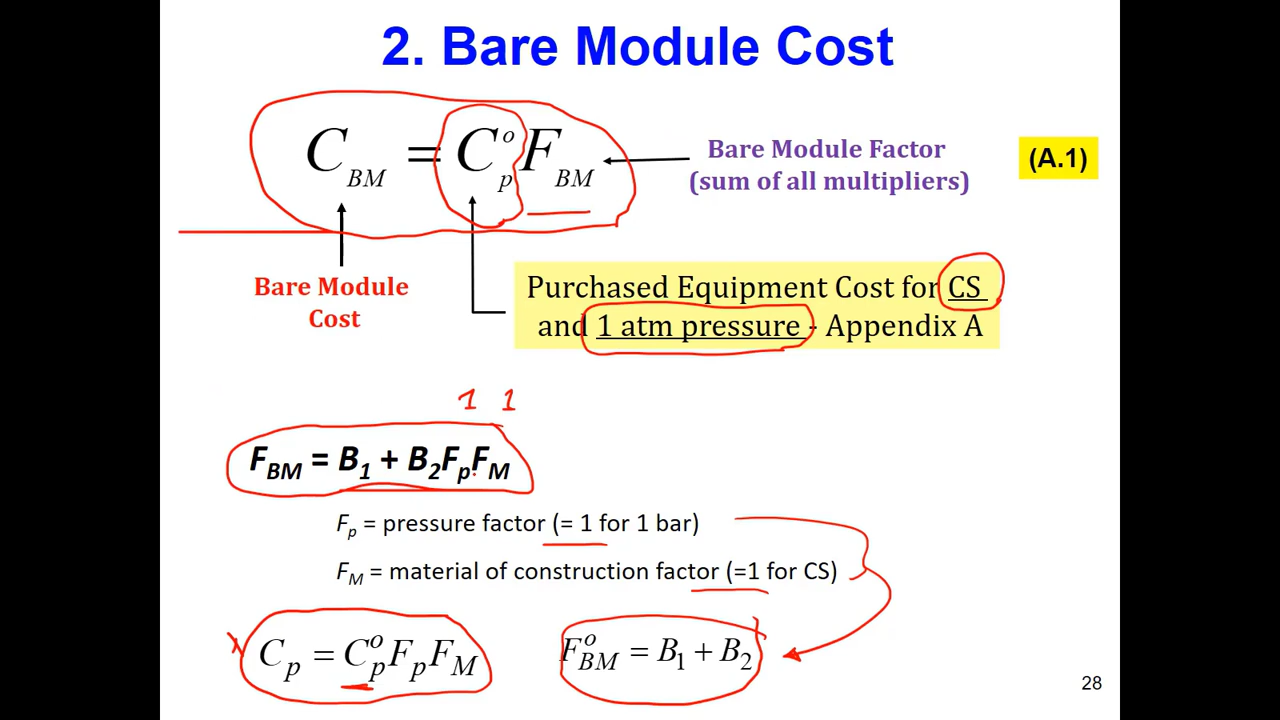 2. Bare Module Cost
C_BM = C_p^o F_BM
Bare Module Factor
(sum of all multipliers)
(A.1)
Bare Module
Cost
Purchased Equipment Cost for CS
and 1 atm pressure - Appendix A
1 1
F_BM = B_1 + B_2F_pF_M
F_p = pressure factor (= 1 for 1 bar)
F_M = material of construction factor (=1 for CS)
C_p = C_p^o F_p F_M
F_BM^o = B_1 + B_2
28